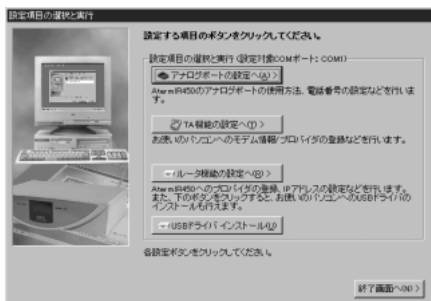 設定項目の選択と実行
設定する項目のボタンをクリックしてください。
設定項目の選択と実行 (設定対象COMポート: COM1)
アナログポートの設定へ(A) >
AtermIR450のアナログポートの使用方法、電話番号の設定などを行います。
TA機能の設定へ(T) >
お使いのパソコンへのモデム情報/プロバイダの登録などを行います。
ルータ機能の設定へ(R) >
AtermIR450へのプロバイダの登録、IPアドレスの設定などを行います。
また、下のボタンをクリックすると、お使いのパソコンへのUSBドライバの
インストールも行えます。
USBドライバ インストール(U)
各設定ボタンをクリックしてください。
終了画面へ(N) >